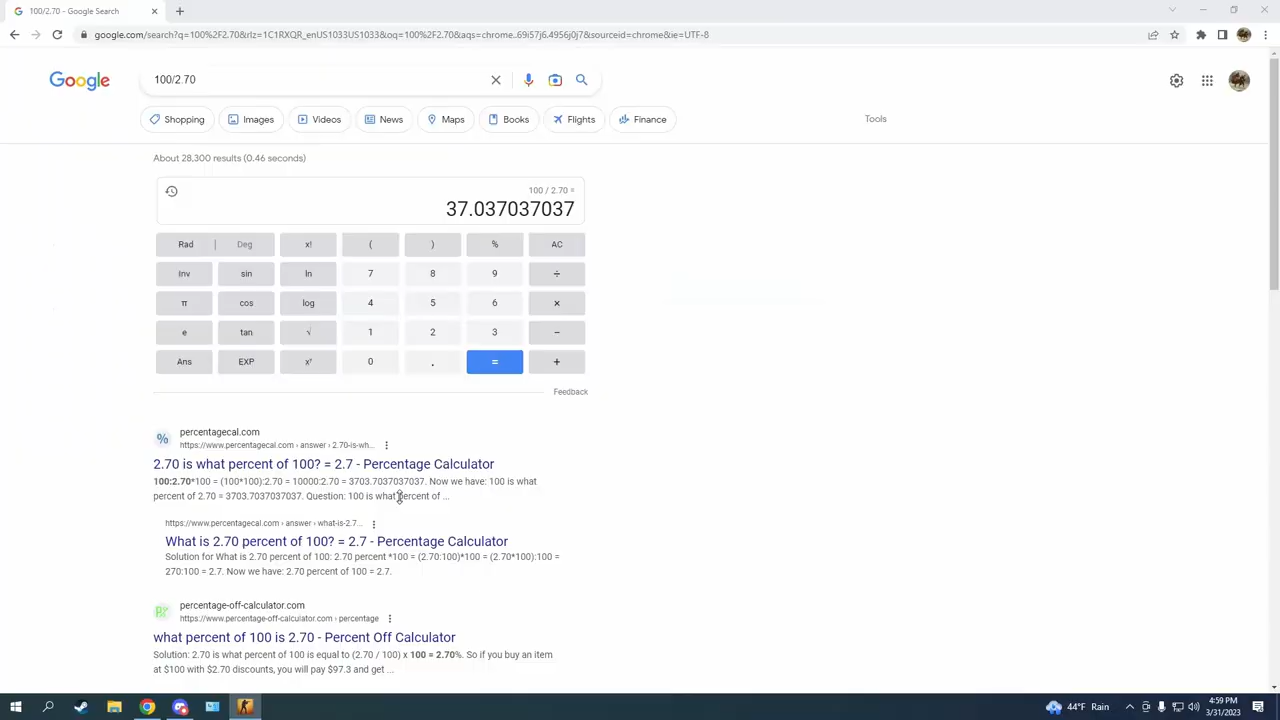 100/2.70 - Google Search
google.com/search?q=100%2F2.70&rlz=1C1RXQR_enUS1033US1033&oq=100%2F2.70&aqs=chrome..69i57j6.4956j0j7&sourceid=chrome&ie=UTF-8
Google
100/2.70
Shopping Images Videos News Maps Books Flights Finance
Tools
About 28,300 results (0.46 seconds)
100 / 2.70 =
37.037037037
Rad | Deg x! ( ) % AC
Inv sin ln 7 8 9 ÷
π cos log 4 5 6 ×
e tan √ 1 2 3 −
Ans EXP xʸ 0 . = +
Feedback
percentagecal.com
https://www.percentagecal.com › answer › 2.70-is-wh...
2.70 is what percent of 100? = 2.7 - Percentage Calculator
100:2.70*100 = (100*100):2.70 = 10000:2.70 = 3703.7037037037. Now we have: 100 is what
percent of 2.70 = 3703.7037037037. Question: 100 is what percent of ...
https://www.percentagecal.com › answer › what-is-2.7...
What is 2.70 percent of 100? = 2.7 - Percentage Calculator
Solution for What is 2.70 percent of 100: 2.70 percent *100 = (2.70:100)*100 = (2.70*100):100 =
270:100 = 2.7. Now we have: 2.70 percent of 100 = 2.7.
percentage-off-calculator.com
https://www.percentage-off-calculator.com › percentage
what percent of 100 is 2.70 - Percent Off Calculator
Solution: 2.70 is what percent of 100 is equal to (2.70 / 100) x 100 = 2.70%. So if you buy an item
at $100 with $2.70 discounts, you will pay $97.3 and get ...
44°F Rain
4:59 PM
3/31/2023